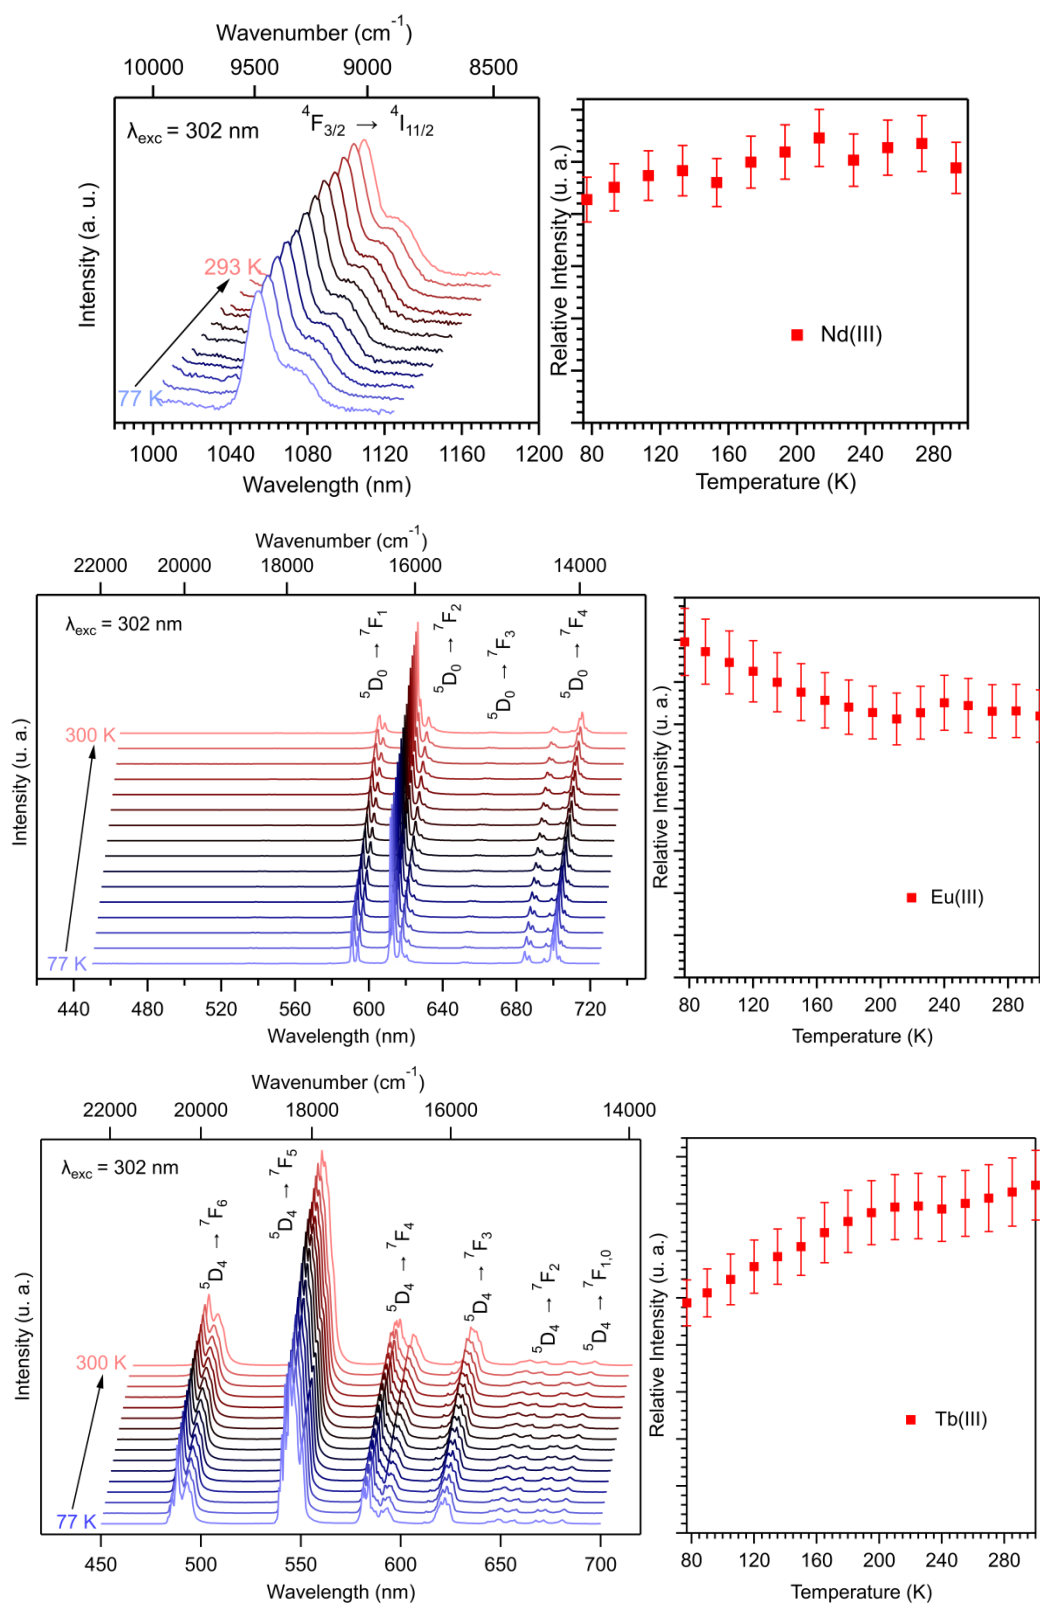 Wavenumber (cm⁻¹)
10000 9500 9000 8500
λexc = 302 nm
⁴F3/2 → ⁴I11/2
Intensity (a. u.)
293 K
77 K
1000 1040 1080 1120 1160 1200
Wavelength (nm)
Relative Intensity (u. a.)
Nd(III)
80 120 160 200 240 280
Temperature (K)
Wavenumber (cm⁻¹)
22000 20000 18000 16000 14000
λexc = 302 nm
⁵D0 → ⁷F1
⁵D0 → ⁷F2
⁵D0 → ⁷F3
⁵D0 → ⁷F4
Intensity (u. a.)
300 K
77 K
440 480 520 560 600 640 680 720
Wavelength (nm)
Relative Intensity (u. a.)
Eu(III)
80 120 160 200 240 280
Temperature (K)
Wavenumber (cm⁻¹)
22000 20000 18000 16000 14000
λexc = 302 nm
⁵D4 → ⁷F6
⁵D4 → ⁷F5
⁵D4 → ⁷F4
⁵D4 → ⁷F3
⁵D4 → ⁷F2
⁵D4 → ⁷F1,0
Intensity (u. a.)
300 K
77 K
450 500 550 600 650 700
Wavelength (nm)
Relative Intensity (u. a.)
Tb(III)
80 120 160 200 240 280
Temperature (K)